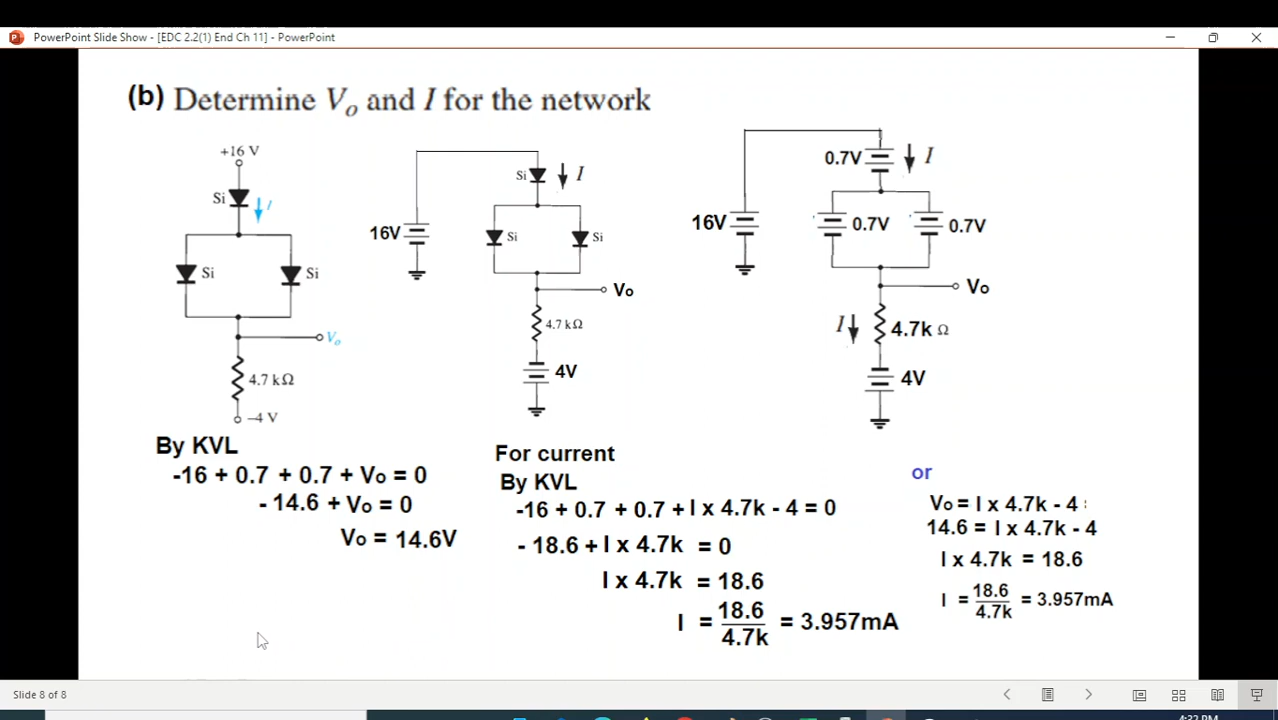 PowerPoint Slide Show - [EDC 2.2(1) End Ch 11] - PowerPoint
(b) Determine Vo and I for the network
+16 V
Si
I
Si
Si
Vo
4.7 kΩ
-4 V
16V
Si
I
Si
Si
Vo
4.7 kΩ
4V
16V
0.7V
I
0.7V
0.7V
Vo
I
4.7k Ω
4V
By KVL
-16 + 0.7 + 0.7 + Vo = 0
- 14.6 + Vo = 0
Vo = 14.6V
For current
By KVL
-16 + 0.7 + 0.7 + I x 4.7k - 4 = 0
- 18.6 + I x 4.7k = 0
I x 4.7k = 18.6
I = 18.6/4.7k = 3.957mA
or
Vo = I x 4.7k - 4
14.6 = I x 4.7k - 4
I x 4.7k = 18.6
I = 18.6/4.7k = 3.957mA
Slide 8 of 8
4:32 PM